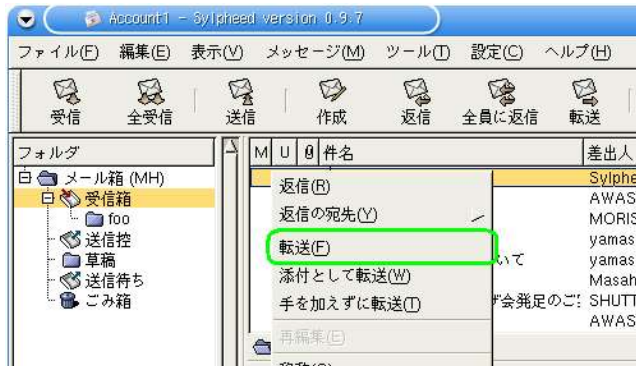 Account1 - Sylpheed version 0.9.7
ファイル(F) 編集(E) 表示(V) メッセージ(M) ツール(T) 設定(C) ヘルプ(H)
受信 全受信 送信 作成 返信 全員に返信 転送
フォルダ
メール箱 (MH)
受信箱
foo
送信控
草稿
送信待ち
ごみ箱
M U 件名 差出人
Sylphe
AWAS
MORIS
yamas
いて yamas
Masah
ザ会発足のご SHUTT
AWAS
返信(R)
返信の宛先(Y)
転送(F)
添付として転送(W)
手を加えずに転送(T)
再編集(E)